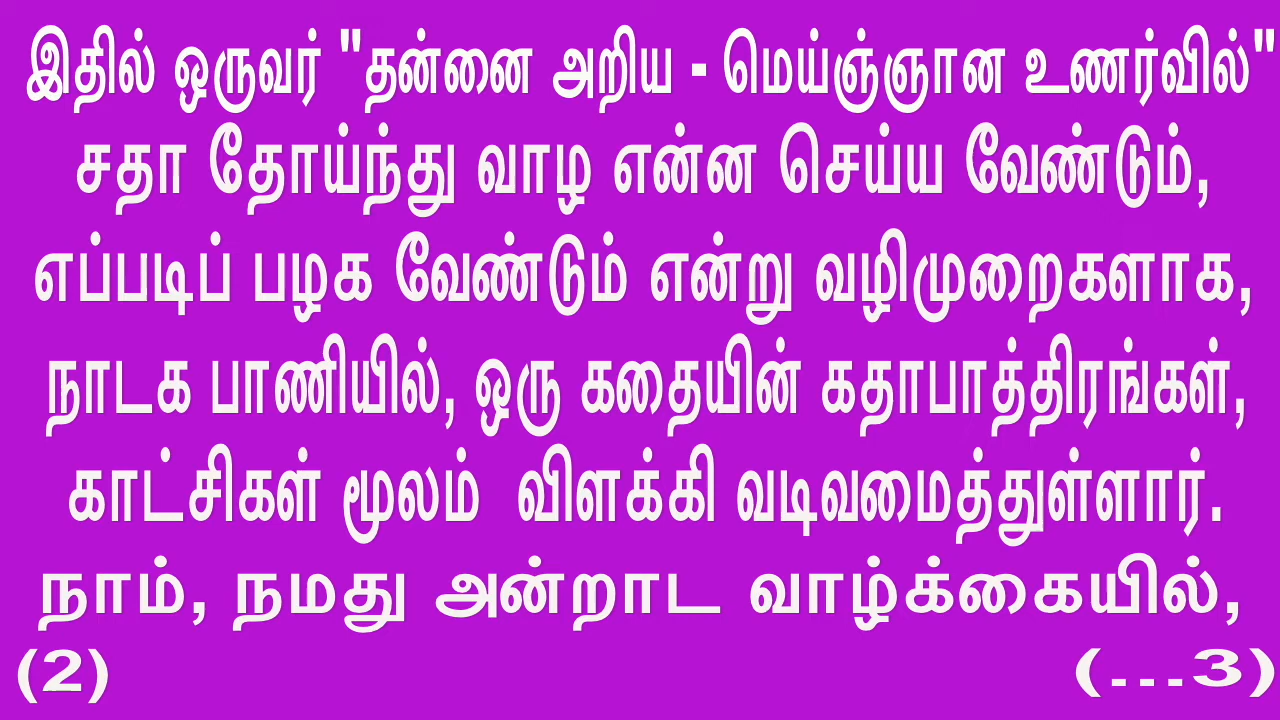 இதில் ஒருவர் "தன்னை அறிய - மெய்ஞ்ஞான உணர்வில்"
சதா தோய்ந்து வாழ என்ன செய்ய வேண்டும்,
எப்படிப் பழக வேண்டும் என்று வழிமுறைகளாக,
நாடக பாணியில், ஒரு கதையின் கதாபாத்திரங்கள்,
காட்சிகள் மூலம் விளக்கி வடிவமைத்துள்ளார்.
நாம், நமது அன்றாட வாழ்க்கையில்,
(2) (...3)